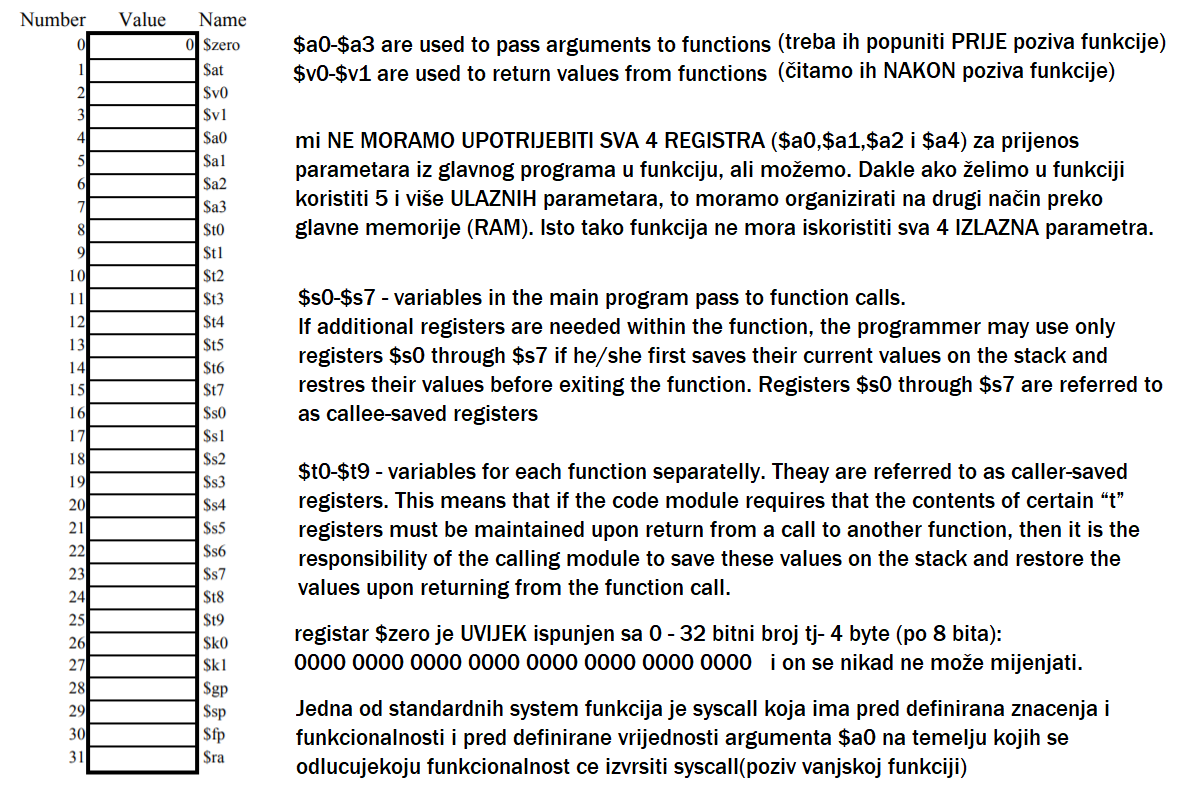 Number Value Name
0 0 $zero
1 $at
2 $v0
3 $v1
4 $a0
5 $a1
6 $a2
7 $a3
8 $t0
9 $t1
10 $t2
11 $t3
12 $t4
13 $t5
14 $t6
15 $t7
16 $s0
17 $s1
18 $s2
19 $s3
20 $s4
21 $s5
22 $s6
23 $s7
24 $t8
25 $t9
26 $k0
27 $k1
28 $gp
29 $sp
30 $fp
31 $ra
$a0-$a3 are used to pass arguments to functions (treba ih popuniti PRIJE poziva funkcije)
$v0-$v1 are used to return values from functions (čitamo ih NAKON poziva funkcije)
mi NE MORAMO UPOTRIJEBITI SVA 4 REGISTRA ($a0,$a1,$a2 i $a4) za prijenos
parametara iz glavnog programa u funkciju, ali možemo. Dakle ako želimo u funkciji
koristiti 5 i više ULAZNIH parametara, to moramo organizirati na drugi način preko
glavne memorije (RAM). Isto tako funkcija ne mora iskoristiti sva 4 IZLAZNA parametra.
$s0-$s7 - variables in the main program pass to function calls.
If additional registers are needed within the function, the programmer may use only
registers $s0 through $s7 if he/she first saves their current values on the stack and
restres their values before exiting the function. Registers $s0 through $s7 are referred to
as callee-saved registers
$t0-$t9 - variables for each function separatelly. Theay are referred to as caller-saved
registers. This means that if the code module requires that the contents of certain “t”
registers must be maintained upon return from a call to another function, then it is the
responsibility of the calling module to save these values on the stack and restore the
values upon returning from the function call.
registar $zero je UVIJEK ispunjen sa 0 - 32 bitni broj tj- 4 byte (po 8 bita):
0000 0000 0000 0000 0000 0000 0000 0000 i on se nikad ne može mijenjati.
Jedna od standardnih system funkcija je syscall koja ima pred definirana znacenja i
funkcionalnosti i pred definirane vrijednosti argumenta $a0 na temelju kojih se
odlucujekoju funkcionalnost ce izvrsiti syscall(poziv vanjskoj funkciji)